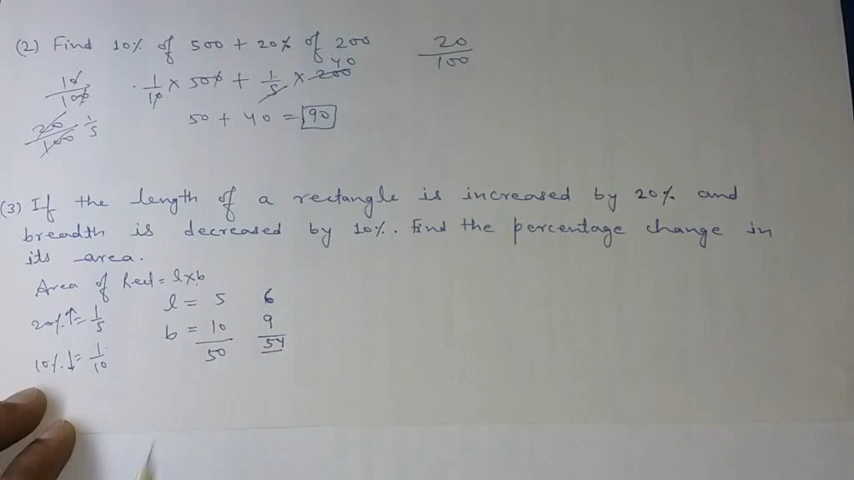 (2) Find 10% of 500 + 20% of 200
20/100
10/100 1/10 × 500 + 1/5 × 200 40
20/100 1/5 50 + 40 = 90
(3) If the length of a rectangle is increased by 20% and
breadth is decreased by 10%. Find the percentage change in
its area.
Area of Rect = l×b
20%↑ = 1/5 l = 5 6
b = 10 9
10%↓ = 1/10 50 54